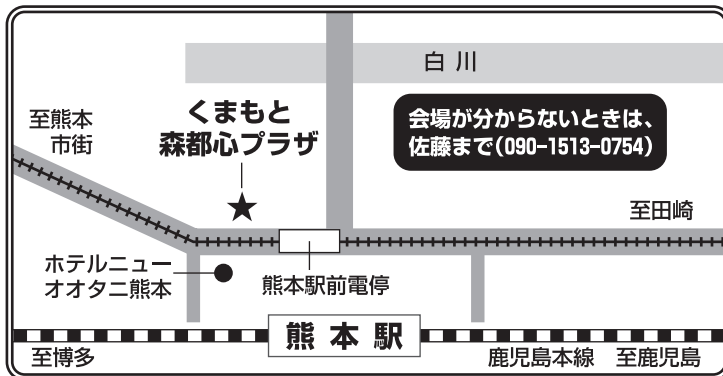 白川
至熊本
市街
くまもと
森都心プラザ
会場が分からないときは、
佐藤まで(090-1513-0754)
至田崎
ホテルニュー
オオタニ熊本
熊本駅前電停
熊本駅
至博多
鹿児島本線
至鹿児島